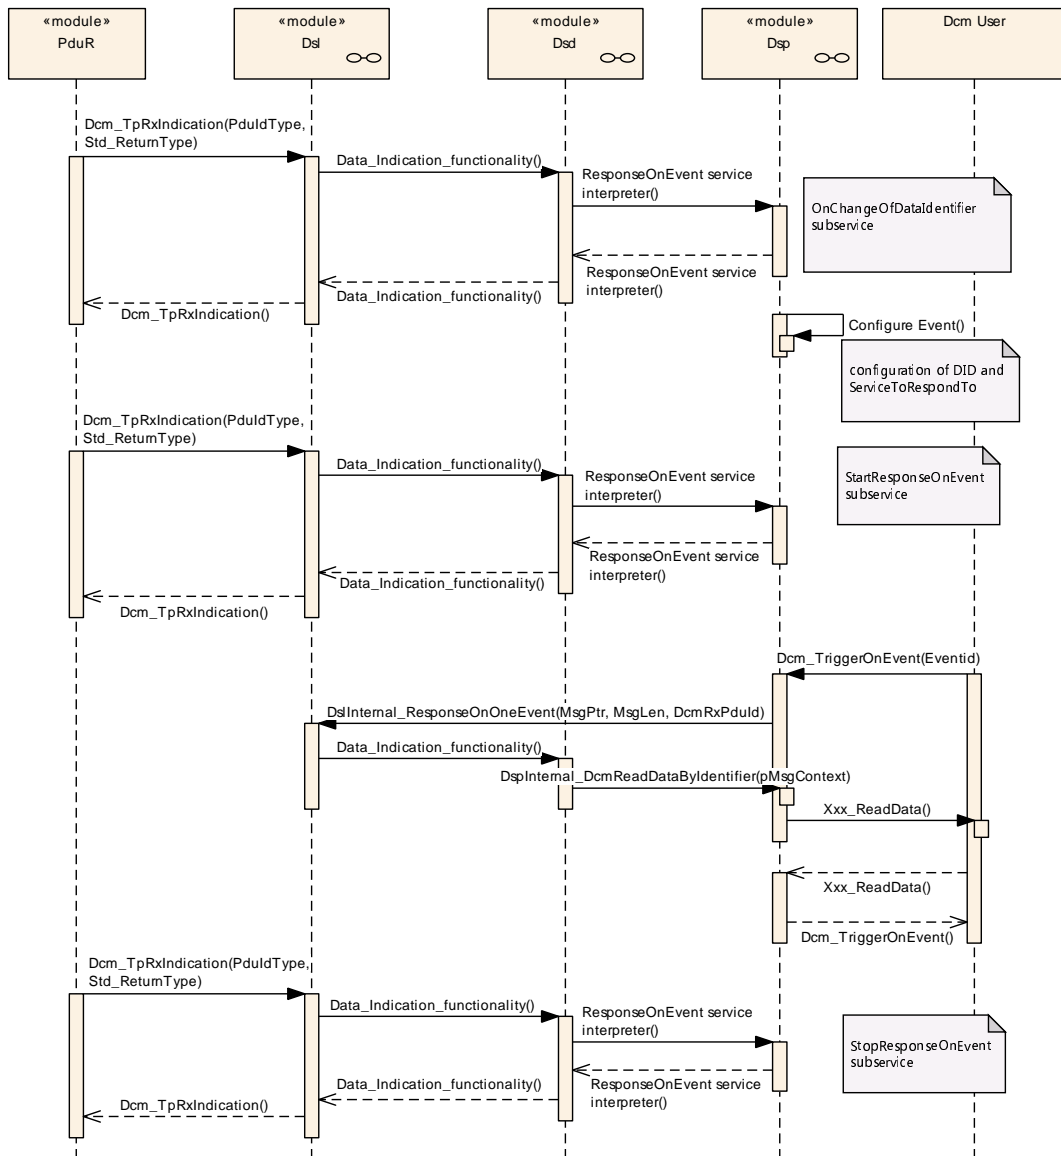 «module»
PduR
«module»
Dsl
«module»
Dsd
«module»
Dsp
Dcm User
Dcm_TpRxIndication(PduIdType,
Std_ReturnType)
Data_Indication_functionality()
ResponseOnEvent service
interpreter()
OnChangeOfDataIdentifier
subservice
ResponseOnEvent service
interpreter()
Data_Indication_functionality()
Dcm_TpRxIndication()
Configure Event()
configuration of DID and
ServiceToRespondTo
Dcm_TpRxIndication(PduIdType,
Std_ReturnType)
Data_Indication_functionality()
ResponseOnEvent service
interpreter()
StartResponseOnEvent
subservice
ResponseOnEvent service
interpreter()
Data_Indication_functionality()
Dcm_TpRxIndication()
Dcm_TriggerOnEvent(Eventid)
DslInternal_ResponseOnOneEvent(MsgPtr, MsgLen, DcmRxPduId)
Data_Indication_functionality()
DspInternal_DcmReadDataByIdentifier(pMsgContext)
Xxx_ReadData()
Xxx_ReadData()
Dcm_TriggerOnEvent()
Dcm_TpRxIndication(PduIdType,
Std_ReturnType)
Data_Indication_functionality()
ResponseOnEvent service
interpreter()
StopResponseOnEvent
subservice
ResponseOnEvent service
interpreter()
Data_Indication_functionality()
Dcm_TpRxIndication()